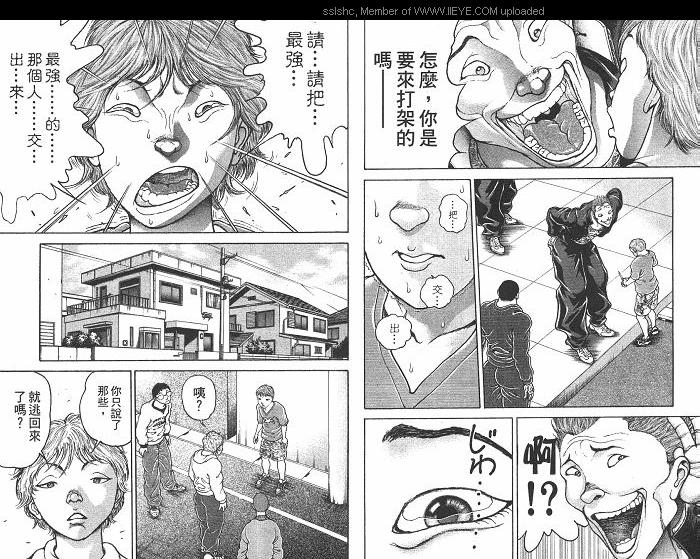 sslshc, Member of WWW.IIEYE.COM uploaded
怎麼，你是
要來打架的
嗎——
…把…
交…
出…
啊
!?
じわ……
請…請把…
最強…
最強……的
那個人……交…
出…來…
咦？
你只說了
那些，
就逃回來
了嗎？